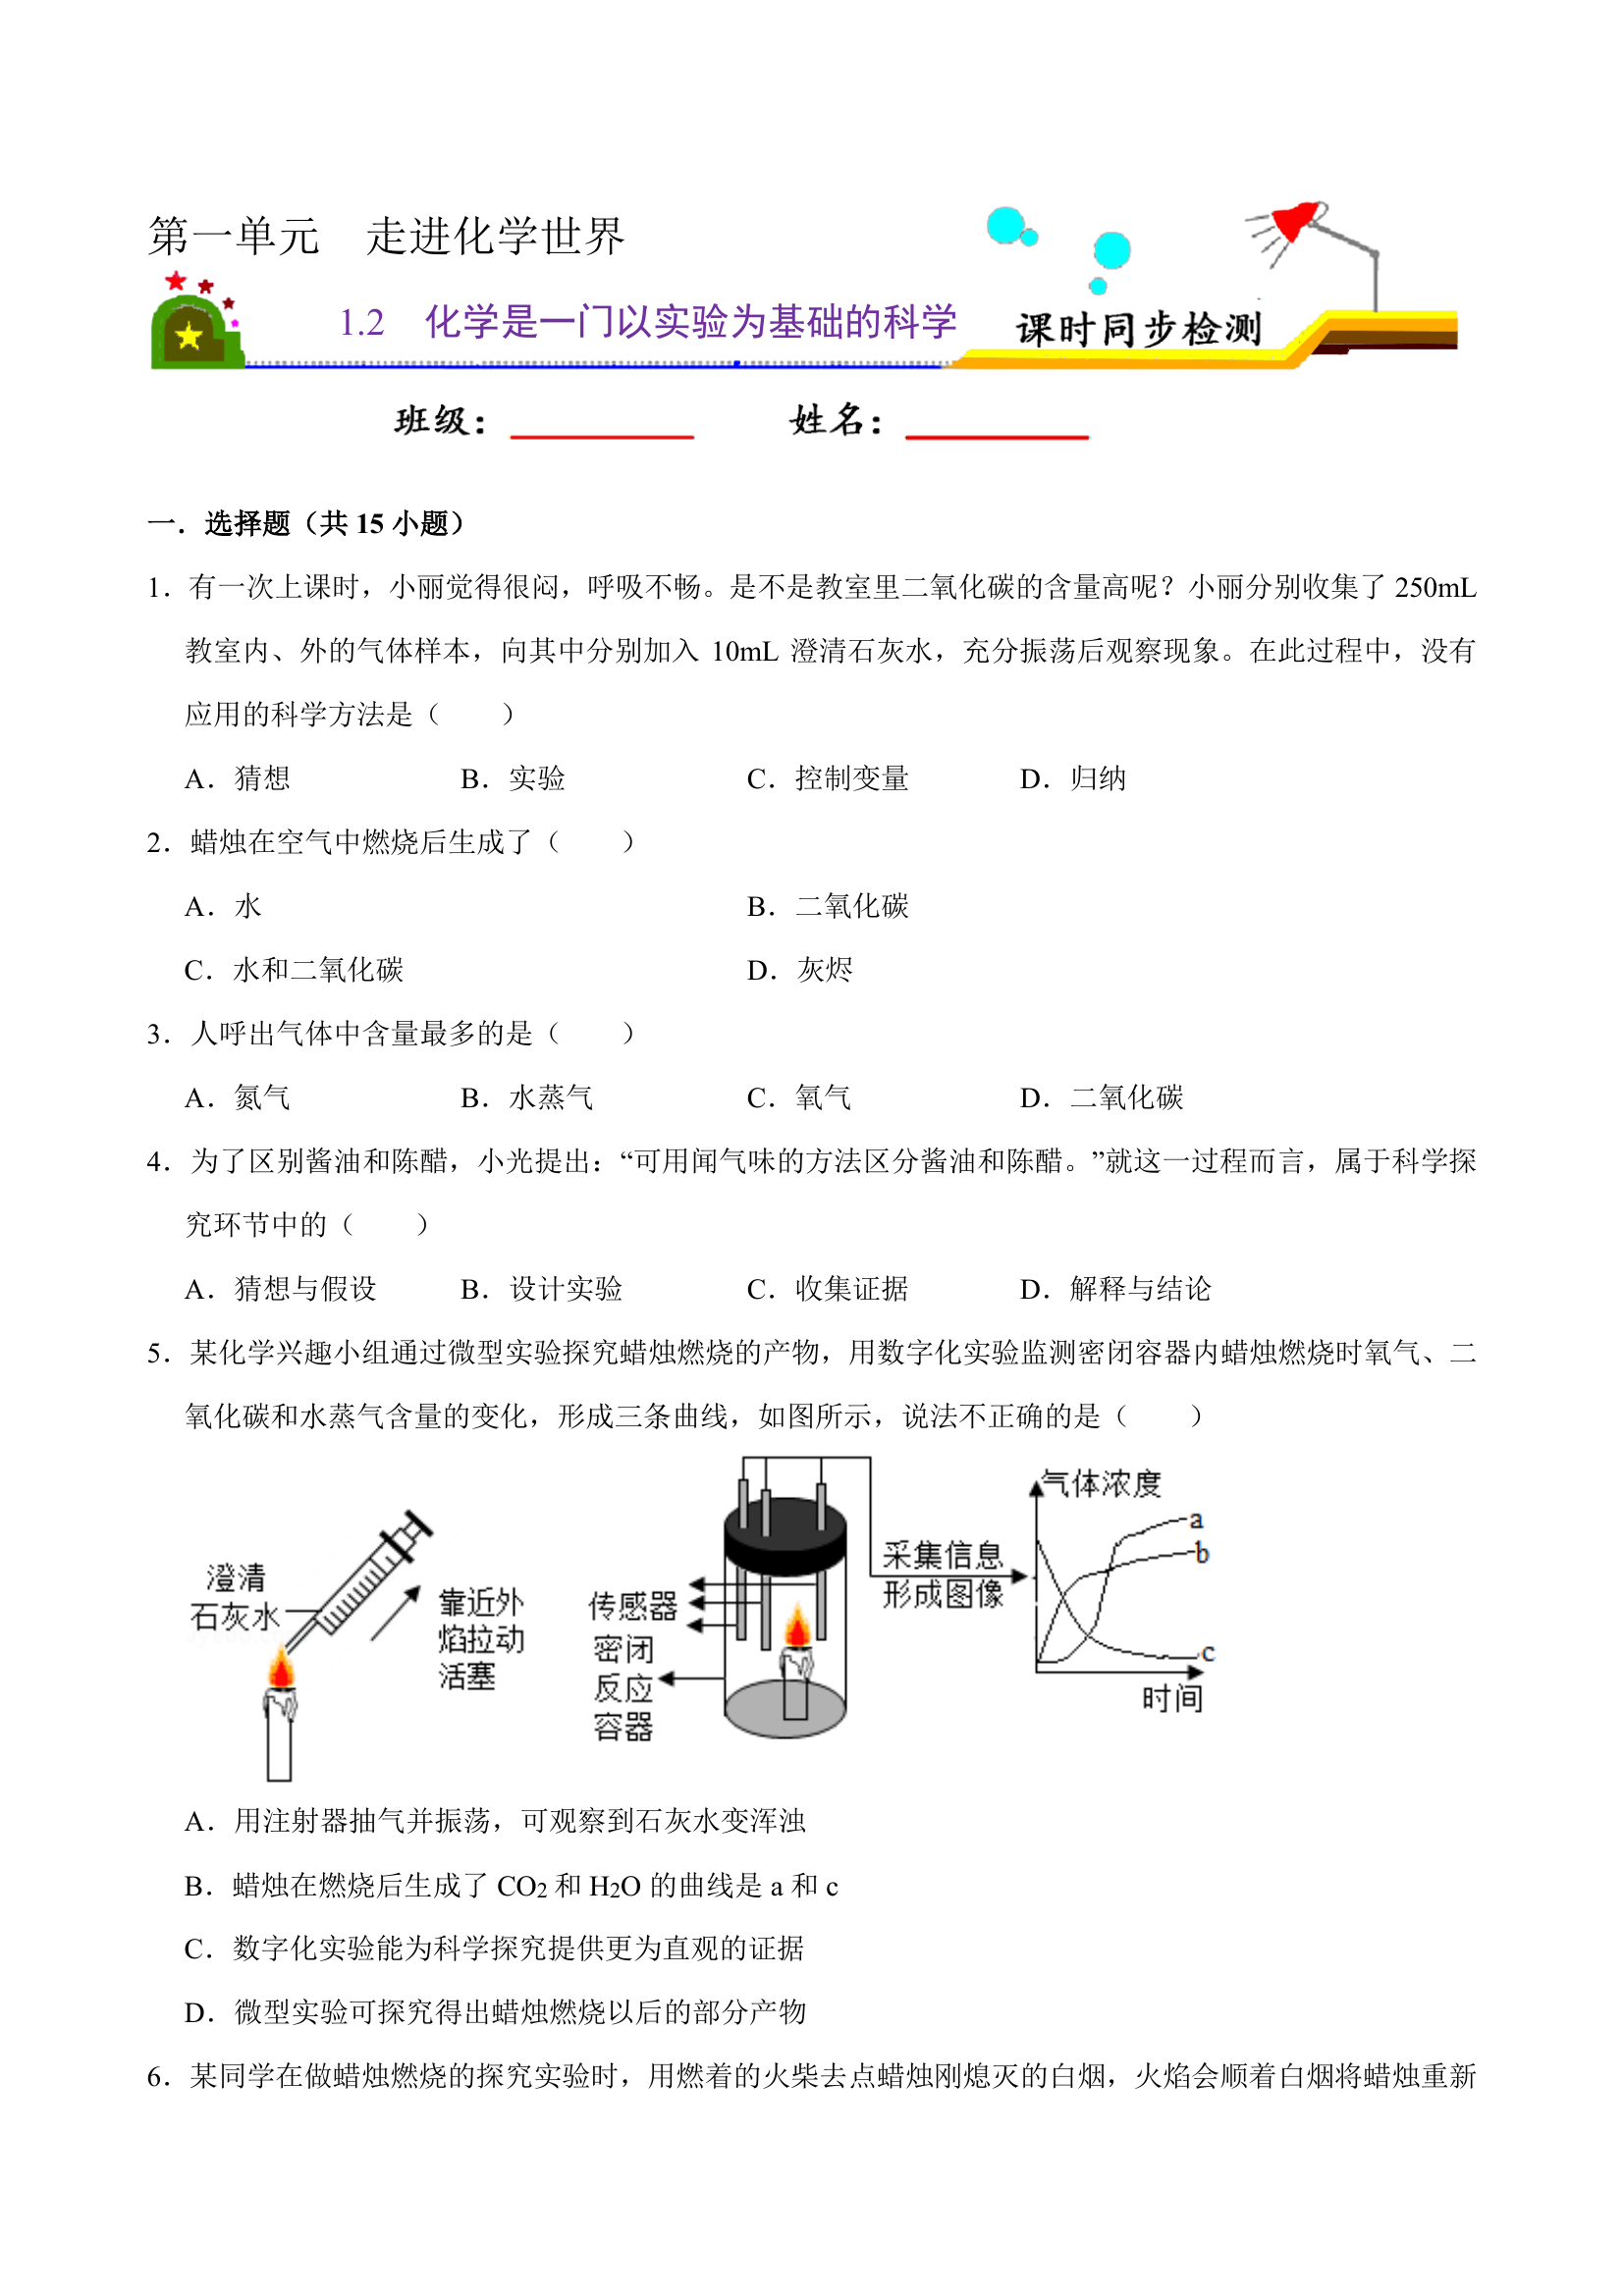 第一单元　走进化学世界
1.2　化学是一门以实验为基础的科学
课时同步检测
班级：
姓名：
一．选择题（共 15 小题）
1．有一次上课时，小丽觉得很闷，呼吸不畅。是不是教室里二氧化碳的含量高呢？小丽分别收集了 250mL
教室内、外的气体样本，向其中分别加入 10mL 澄清石灰水，充分振荡后观察现象。在此过程中，没有
应用的科学方法是（　　）
A．猜想　B．实验　C．控制变量　D．归纳
2．蜡烛在空气中燃烧后生成了（　　）
A．水　B．二氧化碳
C．水和二氧化碳　D．灰烬
3．人呼出气体中含量最多的是（　　）
A．氮气　B．水蒸气　C．氧气　D．二氧化碳
4．为了区别酱油和陈醋，小光提出：“可用闻气味的方法区分酱油和陈醋。”就这一过程而言，属于科学探
究环节中的（　　）
A．猜想与假设　B．设计实验　C．收集证据　D．解释与结论
5．某化学兴趣小组通过微型实验探究蜡烛燃烧的产物，用数字化实验监测密闭容器内蜡烛燃烧时氧气、二
氧化碳和水蒸气含量的变化，形成三条曲线，如图所示，说法不正确的是（　　）
澄清
石灰水
靠近外
焰拉动
活塞
传感器
密闭
反应
容器
采集信息
形成图像
气体浓度
a
b
c
时间
A．用注射器抽气并振荡，可观察到石灰水变浑浊
B．蜡烛在燃烧后生成了 CO2 和 H2O 的曲线是 a 和 c
C．数字化实验能为科学探究提供更为直观的证据
D．微型实验可探究得出蜡烛燃烧以后的部分产物
6．某同学在做蜡烛燃烧的探究实验时，用燃着的火柴去点蜡烛刚熄灭的白烟，火焰会顺着白烟将蜡烛重新